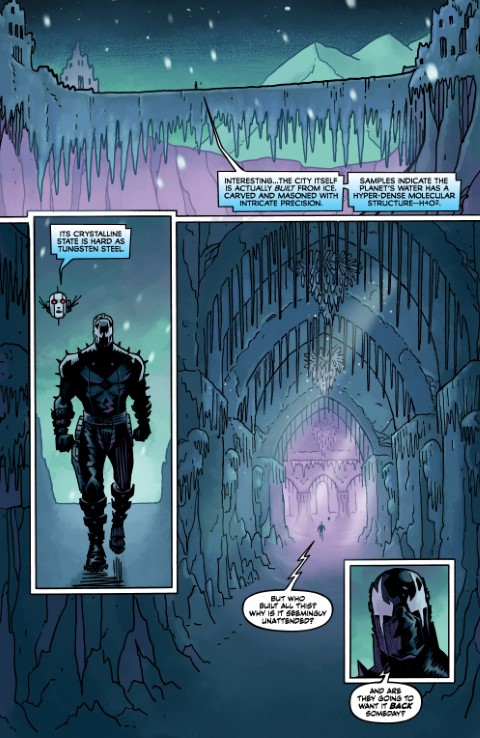 INTERESTING...THE CITY ITSELF
IS ACTUALLY BUILT FROM ICE.
CARVED AND MASONED WITH
INTRICATE PRECISION.
SAMPLES INDICATE THE
PLANET'S WATER HAS A
HYPER-DENSE MOLECULAR
STRUCTURE—H4O2.
ITS CRYSTALLINE
STATE IS HARD AS
TUNGSTEN STEEL.
BUT WHO
BUILT ALL THIS?
WHY IS IT SEEMINGLY
UNATTENDED?
AND ARE
THEY GOING TO
WANT IT BACK
SOMEDAY?